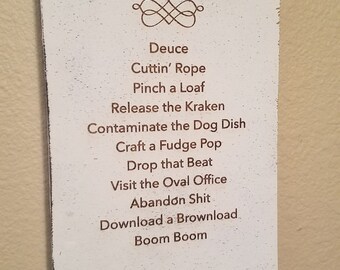 Deuce
Cuttin' Rope
Pinch a Loaf
Release the Kraken
Contaminate the Dog Dish
Craft a Fudge Pop
Drop that Beat
Visit the Oval Office
Abandon Shit
Download a Brownload
Boom Boom